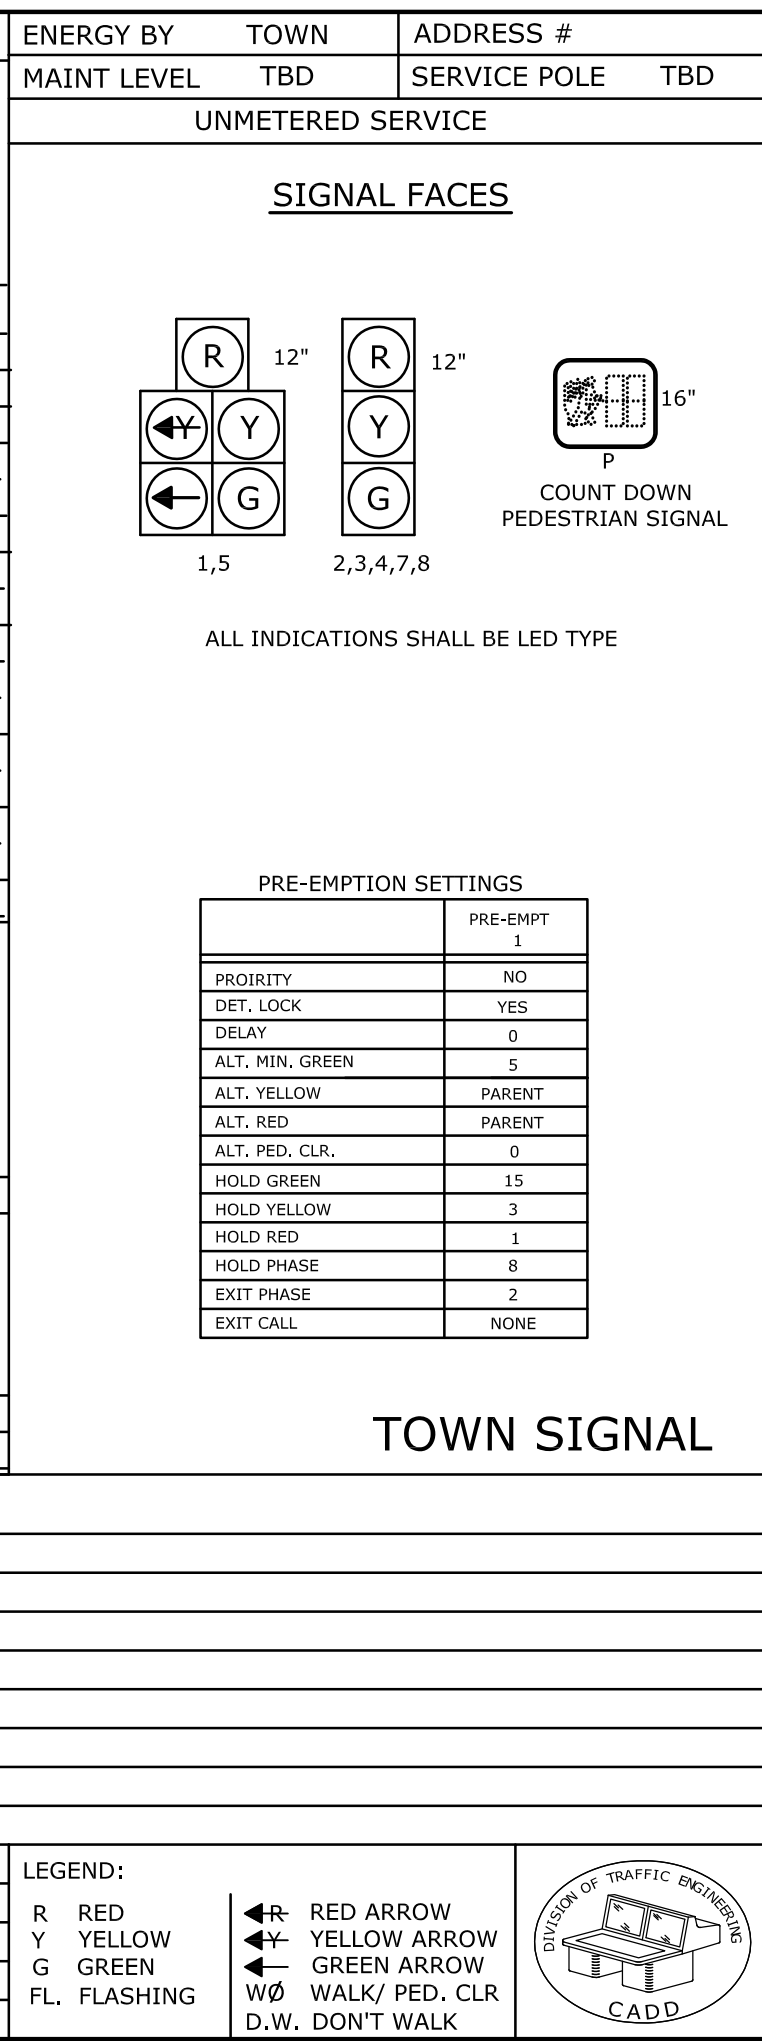 ENERGY BY TOWN ADDRESS #
MAINT LEVEL TBD SERVICE POLE TBD
UNMETERED SERVICE
SIGNAL FACES
R 12"
Y Y
G
1,5
R 12"
Y
G
2,3,4,7,8
16"
P
COUNT DOWN
PEDESTRIAN SIGNAL
ALL INDICATIONS SHALL BE LED TYPE
PRE-EMPTION SETTINGS
PRE-EMPT
1
PROIRITY NO
DET. LOCK YES
DELAY 0
ALT. MIN. GREEN 5
ALT. YELLOW PARENT
ALT. RED PARENT
ALT. PED. CLR. 0
HOLD GREEN 15
HOLD YELLOW 3
HOLD RED 1
HOLD PHASE 8
EXIT PHASE 2
EXIT CALL NONE
TOWN SIGNAL
LEGEND:
R RED
Y YELLOW
G GREEN
FL. FLASHING
R RED ARROW
Y YELLOW ARROW
GREEN ARROW
WØ WALK/ PED. CLR
D.W. DON'T WALK
DIVISION OF TRAFFIC ENGINEERING
CADD